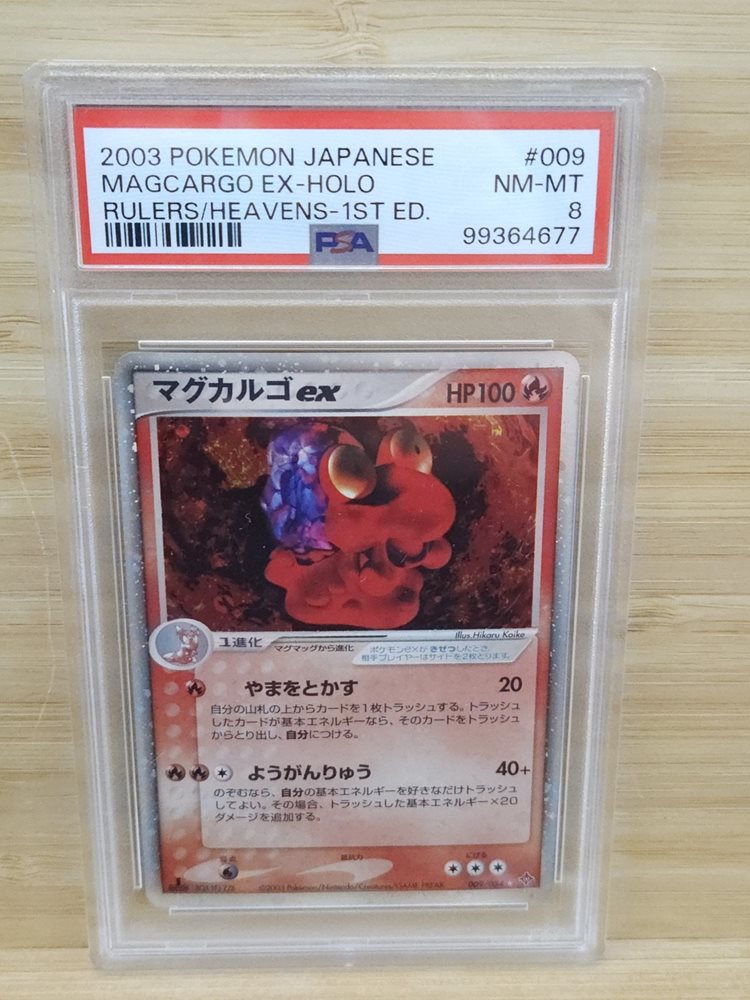 2003 POKEMON JAPANESE #009
MAGCARGO EX-HOLO NM-MT
RULERS/HEAVENS-1ST ED. 8
PSA 99364677
マグカルゴex HP100
Illus. Hikaru Koike
1進化 マグマッグから進化
ポケモンexがきぜつしたとき、
相手プレイヤーはサイドを2枚とります。
やまをとかす 20
自分の山札の上からカードを1枚トラッシュする。トラッシュ
したカードが基本エネルギーなら、そのカードをトラッシュ
からとり出し、自分につける。
ようがんりゅう 40+
のぞむなら、自分の基本エネルギーを好きなだけトラッシュ
してよい。その場合、トラッシュした基本エネルギー×20
ダメージを追加する。
弱点 抵抗力 にげる
©2003 Pokémon/Nintendo/Creatures/GAME FREAK. 009/054